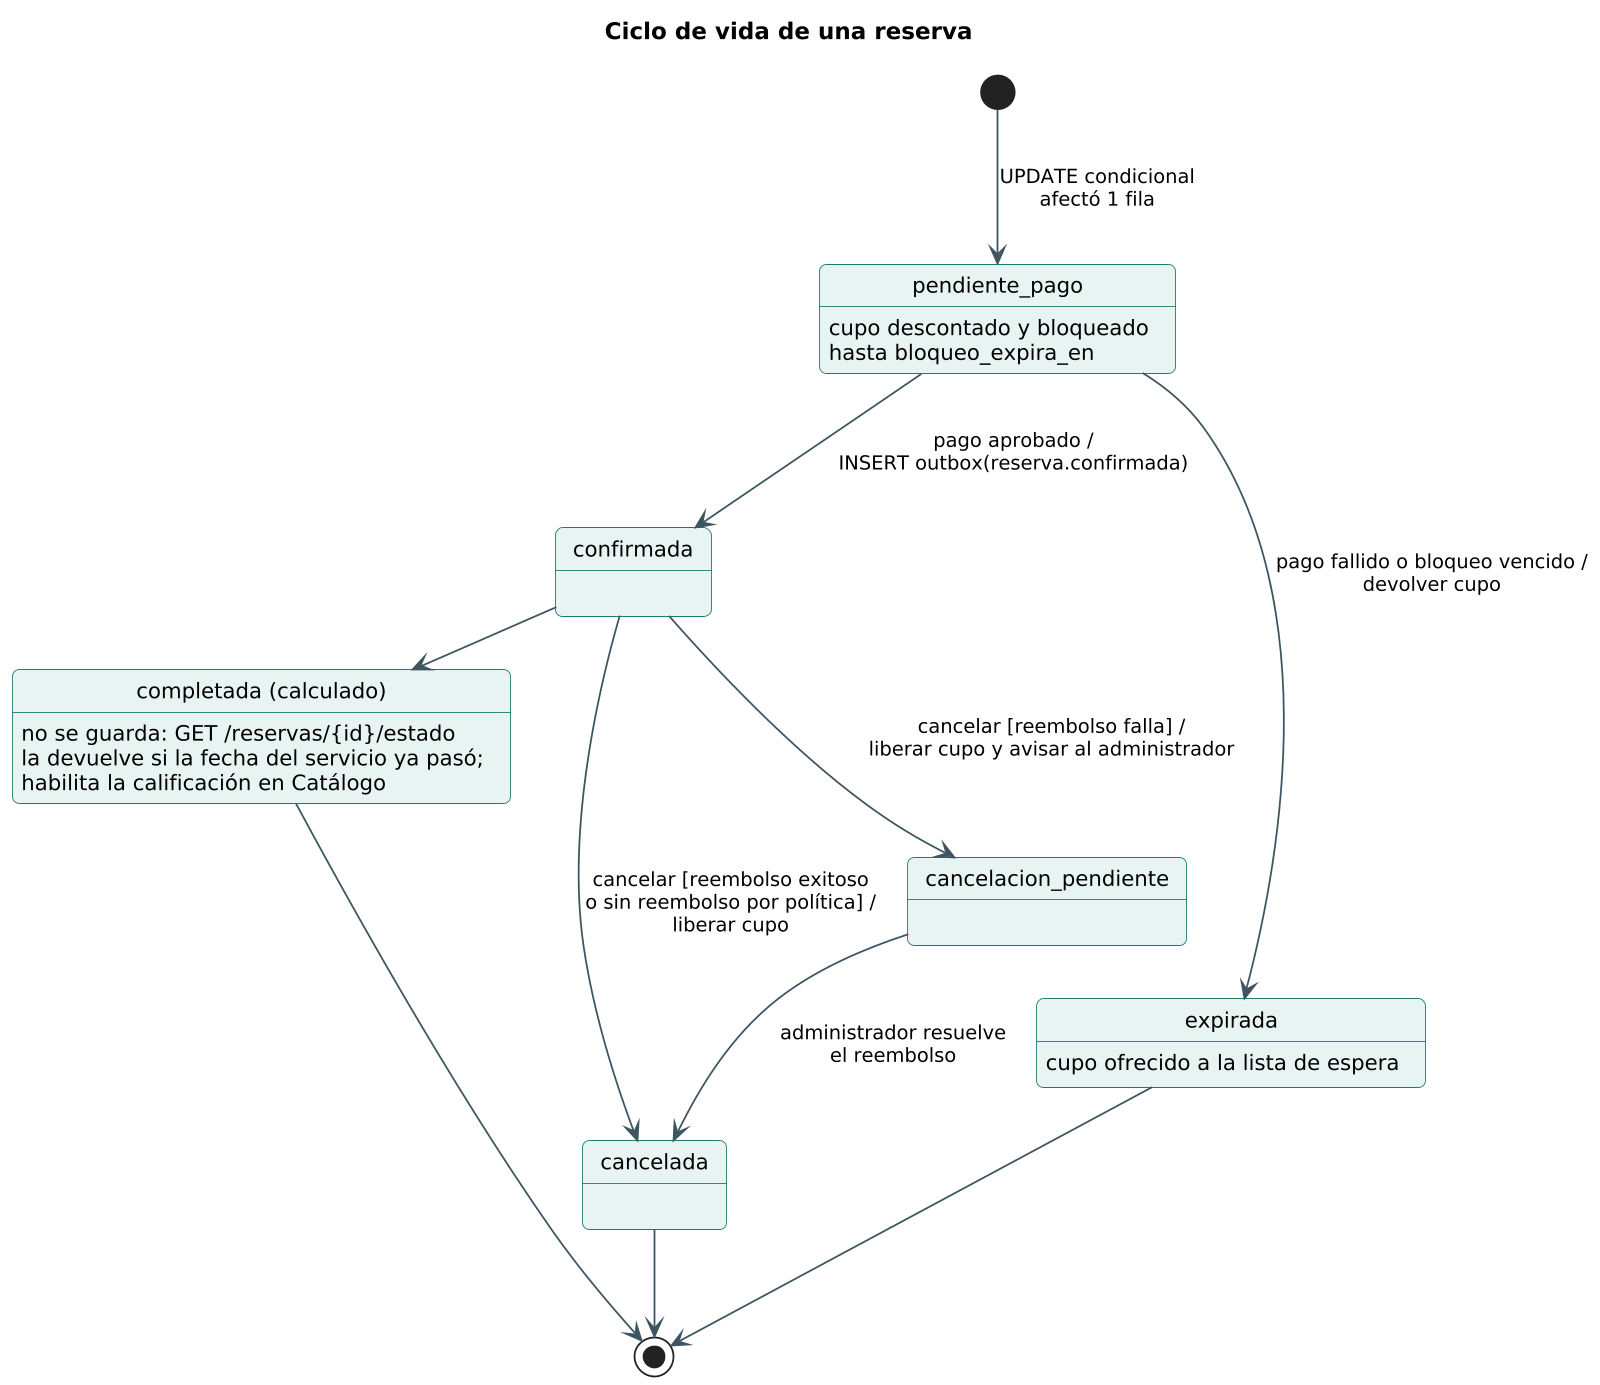 Ciclo de vida de una reserva
UPDATE condicional
afectó 1 fila
pendiente_pago
cupo descontado y bloqueado
hasta bloqueo_expira_en
pago aprobado /
INSERT outbox(reserva.confirmada)
confirmada
pago fallido o bloqueo vencido /
devolver cupo
completada (calculado)
no se guarda: GET /reservas/{id}/estado
la devuelve si la fecha del servicio ya pasó;
habilita la calificación en Catálogo
cancelar [reembolso falla] /
liberar cupo y avisar al administrador
cancelar [reembolso exitoso
o sin reembolso por política] /
liberar cupo
cancelacion_pendiente
administrador resuelve
el reembolso
expirada
cupo ofrecido a la lista de espera
cancelada